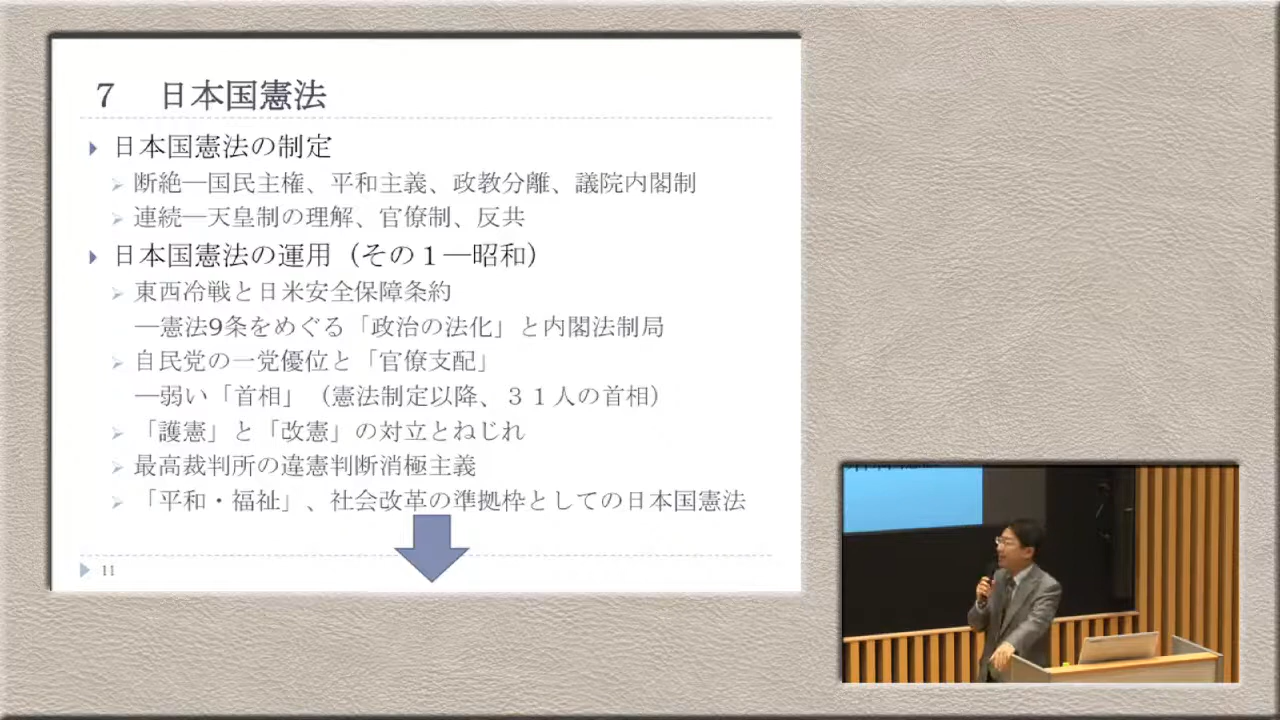 ７　日本国憲法
日本国憲法の制定
断絶―国民主権、平和主義、政教分離、議院内閣制
連続―天皇制の理解、官僚制、反共
日本国憲法の運用（その１―昭和）
東西冷戦と日米安全保障条約
―憲法9条をめぐる「政治の法化」と内閣法制局
自民党の一党優位と「官僚支配」
―弱い「首相」（憲法制定以降、３１人の首相）
「護憲」と「改憲」の対立とねじれ
最高裁判所の違憲判断消極主義
「平和・福祉」、社会改革の準拠枠としての日本国憲法
11